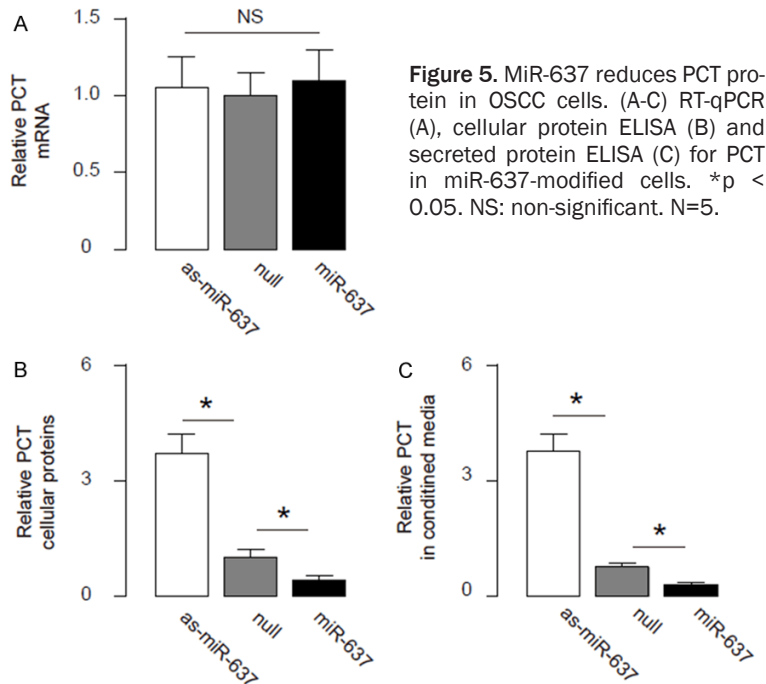 A
NS
Relative PCT
mRNA
1.5
1.0
0.5
0
as-miR-637
null
miR-637
Figure 5. MiR-637 reduces PCT pro-
tein in OSCC cells. (A-C) RT-qPCR
(A), cellular protein ELISA (B) and
secreted protein ELISA (C) for PCT
in miR-637-modified cells. *p <
0.05. NS: non-significant. N=5.
B
Relative PCT
cellular proteins
6
3
0
*
*
as-miR-637
null
miR-637
C
Relative PCT
in conditined media
6
3
0
*
*
as-miR-637
null
miR-637